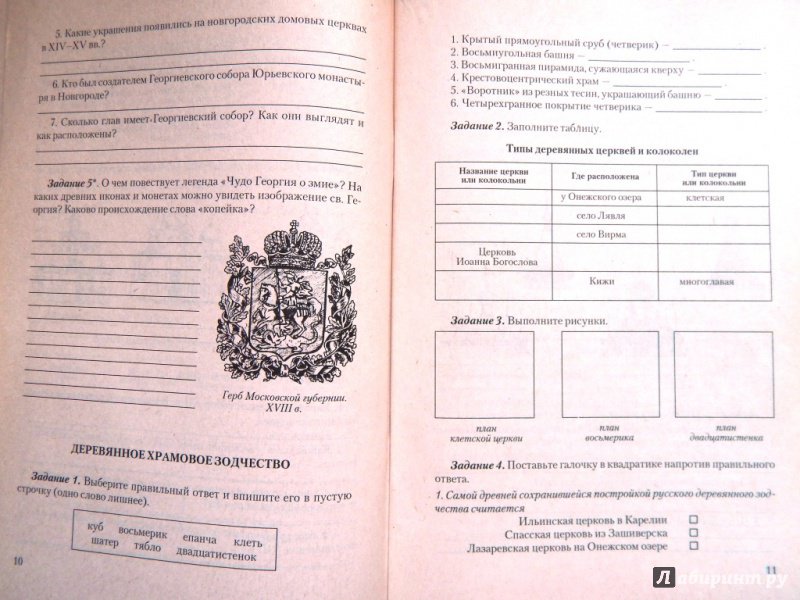 5. Какие украшения появились на новгородских домовых церквах
в XIV–XV вв.?
6. Кто был создателем Георгиевского собора Юрьевского монасты-
ря в Новгороде?
7. Сколько глав имеет Георгиевский собор? Как они выглядят и
как расположены?
Задание 5*. О чем повествует легенда «Чудо Георгия о змие»? На
каких древних иконах и монетах можно увидеть изображение св. Ге-
оргия? Каково происхождение слова «копейка»?
Герб Московской губернии.
XVIII в.
ДЕРЕВЯННОЕ ХРАМОВОЕ ЗОДЧЕСТВО
Задание 1. Выберите правильный ответ и впишите его в пустую
строчку (одно слово лишнее).
куб восьмерик епанча клеть
шатер тябло двадцатистенок
10
1. Крытый прямоугольный сруб (четверик) –
2. Восьмиугольная башня –
3. Восьмигранная пирамида, сужающаяся кверху –
4. Крестовоцентрический храм –
5. «Воротник» из резных тесин, украшающий башню –
6. Четырехгранное покрытие четверика –
Задание 2. Заполните таблицу.
Типы деревянных церквей и колоколен
Название церкви или колокольни Где расположена Тип церкви или колокольни
у Онежского озера клетская
село Лявля
село Вирма
Церковь Иоанна Богослова
Кижи многоглавая
Задание 3. Выполните рисунки.
план клетской церкви
план восьмерика
план двадцатистенка
Задание 4. Поставьте галочку в квадратике напротив правильного
ответа.
1. Самой древней сохранившейся постройкой русского деревянного зод-
чества считается
Ильинская церковь в Карелии
Спасская церковь из Зашиверска
Лазаревская церковь на Онежском озере
11
Лабиринт.ру